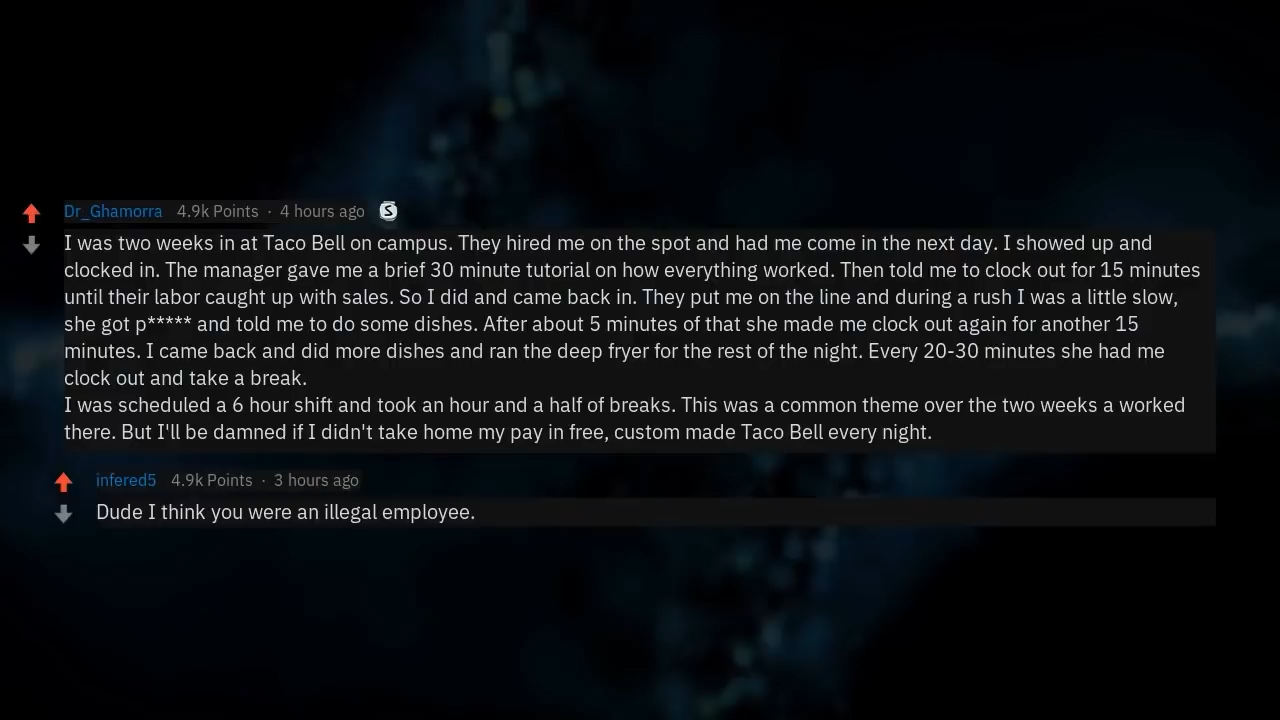 Dr_Ghamorra 4.9k Points · 4 hours ago S
I was two weeks in at Taco Bell on campus. They hired me on the spot and had me come in the next day. I showed up and
clocked in. The manager gave me a brief 30 minute tutorial on how everything worked. Then told me to clock out for 15 minutes
until their labor caught up with sales. So I did and came back in. They put me on the line and during a rush I was a little slow,
she got p***** and told me to do some dishes. After about 5 minutes of that she made me clock out again for another 15
minutes. I came back and did more dishes and ran the deep fryer for the rest of the night. Every 20-30 minutes she had me
clock out and take a break.
I was scheduled a 6 hour shift and took an hour and a half of breaks. This was a common theme over the two weeks a worked
there. But I'll be damned if I didn't take home my pay in free, custom made Taco Bell every night.
infered5 4.9k Points · 3 hours ago
Dude I think you were an illegal employee.